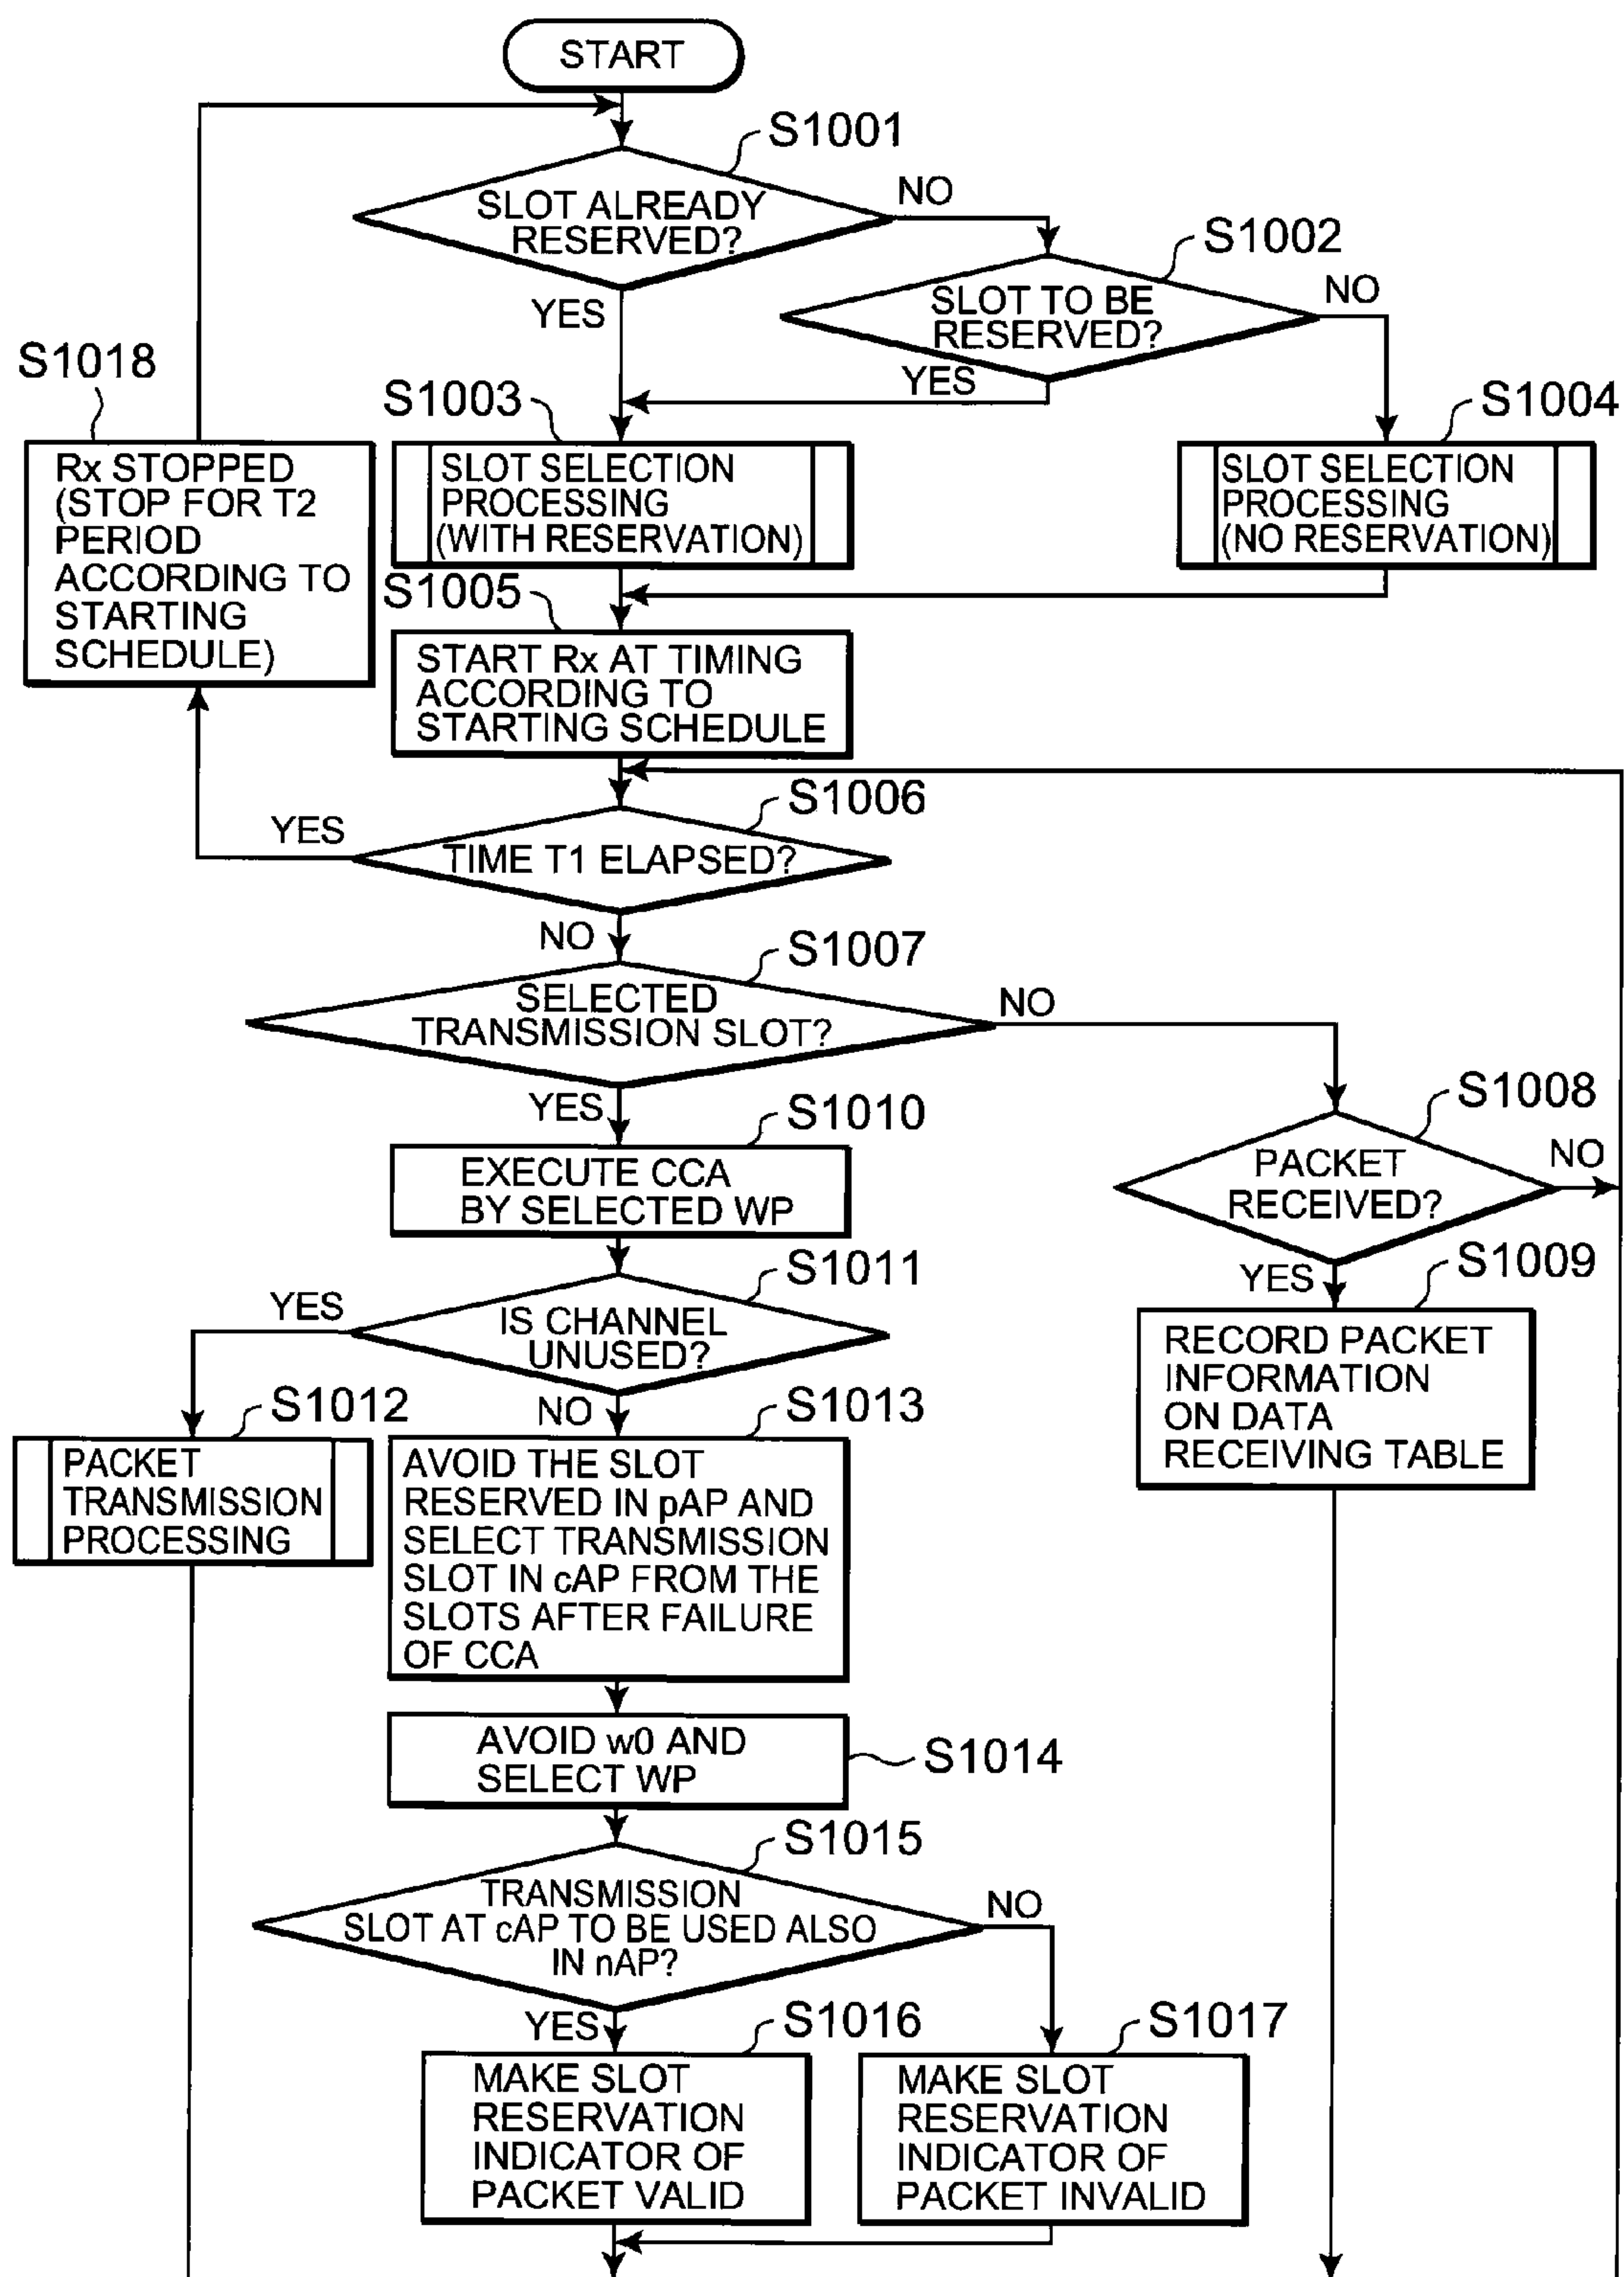 START
S1001
SLOT ALREADY
RESERVED?
NO
YES
S1002
SLOT TO BE
RESERVED?
NO
YES
S1018
Rx STOPPED
(STOP FOR T2
PERIOD
ACCORDING TO
STARTING
SCHEDULE)
S1003
SLOT SELECTION
PROCESSING
(WITH RESERVATION)
S1004
SLOT SELECTION
PROCESSING
(NO RESERVATION)
S1005
START Rx AT TIMING
ACCORDING TO
STARTING SCHEDULE
S1006
YES
TIME T1 ELAPSED?
NO
S1007
SELECTED
TRANSMISSION SLOT?
NO
YES
S1008
PACKET
RECEIVED?
NO
YES
S1009
RECORD PACKET
INFORMATION
ON DATA
RECEIVING TABLE
S1010
EXECUTE CCA
BY SELECTED WP
S1011
YES
IS CHANNEL
UNUSED?
NO
S1012
PACKET
TRANSMISSION
PROCESSING
S1013
AVOID THE SLOT
RESERVED IN pAP AND
SELECT TRANSMISSION
SLOT IN cAP FROM THE
SLOTS AFTER FAILURE
OF CCA
AVOID w0 AND
SELECT WP
S1014
S1015
TRANSMISSION
SLOT AT cAP TO BE USED ALSO
IN nAP?
NO
YES
S1016
MAKE SLOT
RESERVATION
INDICATOR OF
PACKET VALID
S1017
MAKE SLOT
RESERVATION
INDICATOR OF
PACKET INVALID